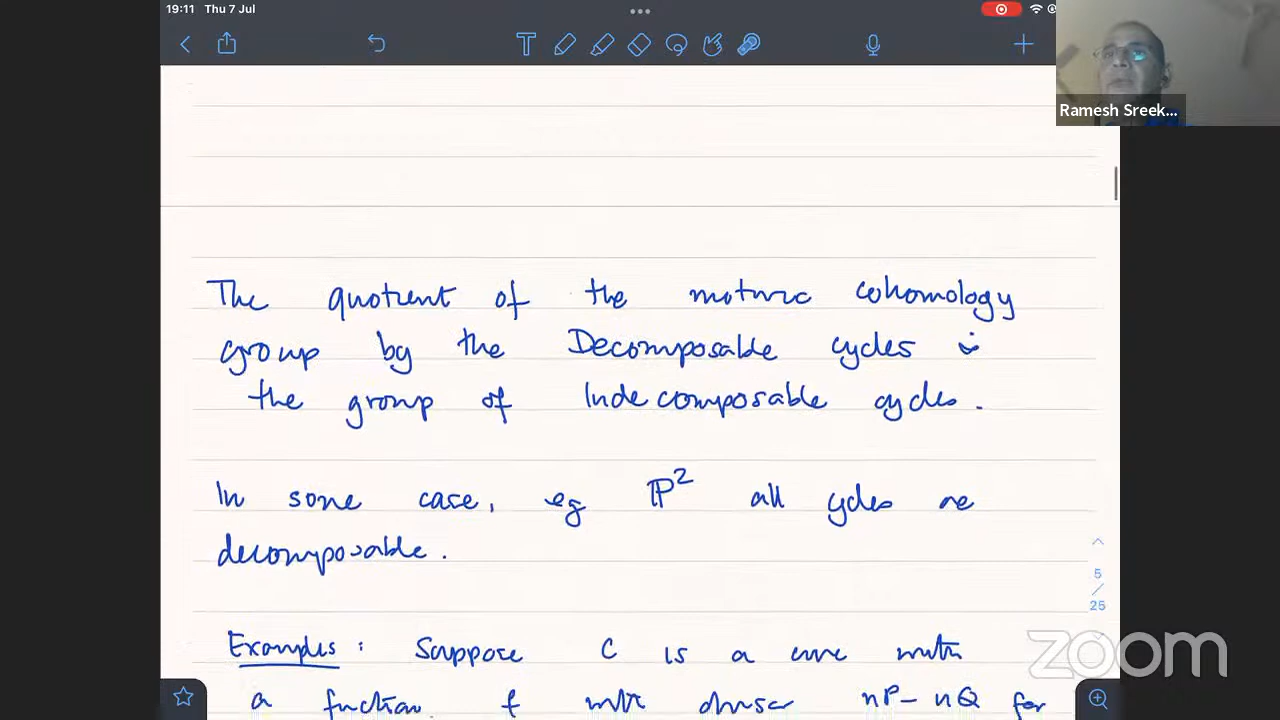 19:11 Thu 7 Jul
Ramesh Sreek...
The quotient of the motivic cohomology
group by the Decomposable cycles is
the group of Indecomposable cycles.
In some case, eg ℙ² all cycles are
decomposable.
5
/
25
Examples : Suppose C is a curve with
a function f with divisor nP - nQ for
zoom